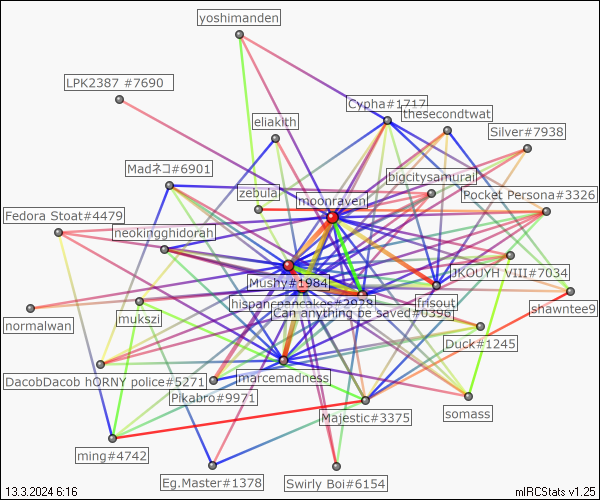 yoshimanden
LPK2387 #7690
Cypha#1717
thesecondtwat
eliakith
Silver#7938
Madネコ#6901
bigcitysamurai
zebula
moonraven
Pocket Persona#3326
Fedora Stoat#4479
neokingghidorah
JKOUYH VIII#7034
Mushy#1984
hispanicpancakes#2928
frisout
shawntee9
Can anything be saved#0396
normalwan
mukszi
Duck#1245
DacobDacob hORNY police#5271
marcemadness
Pikabro#9971
Majestic#3375
somass
ming#4742
Eg.Master#1378
Swirly Boi#6154
13.3.2024 6:16
mIRCStats v1.25